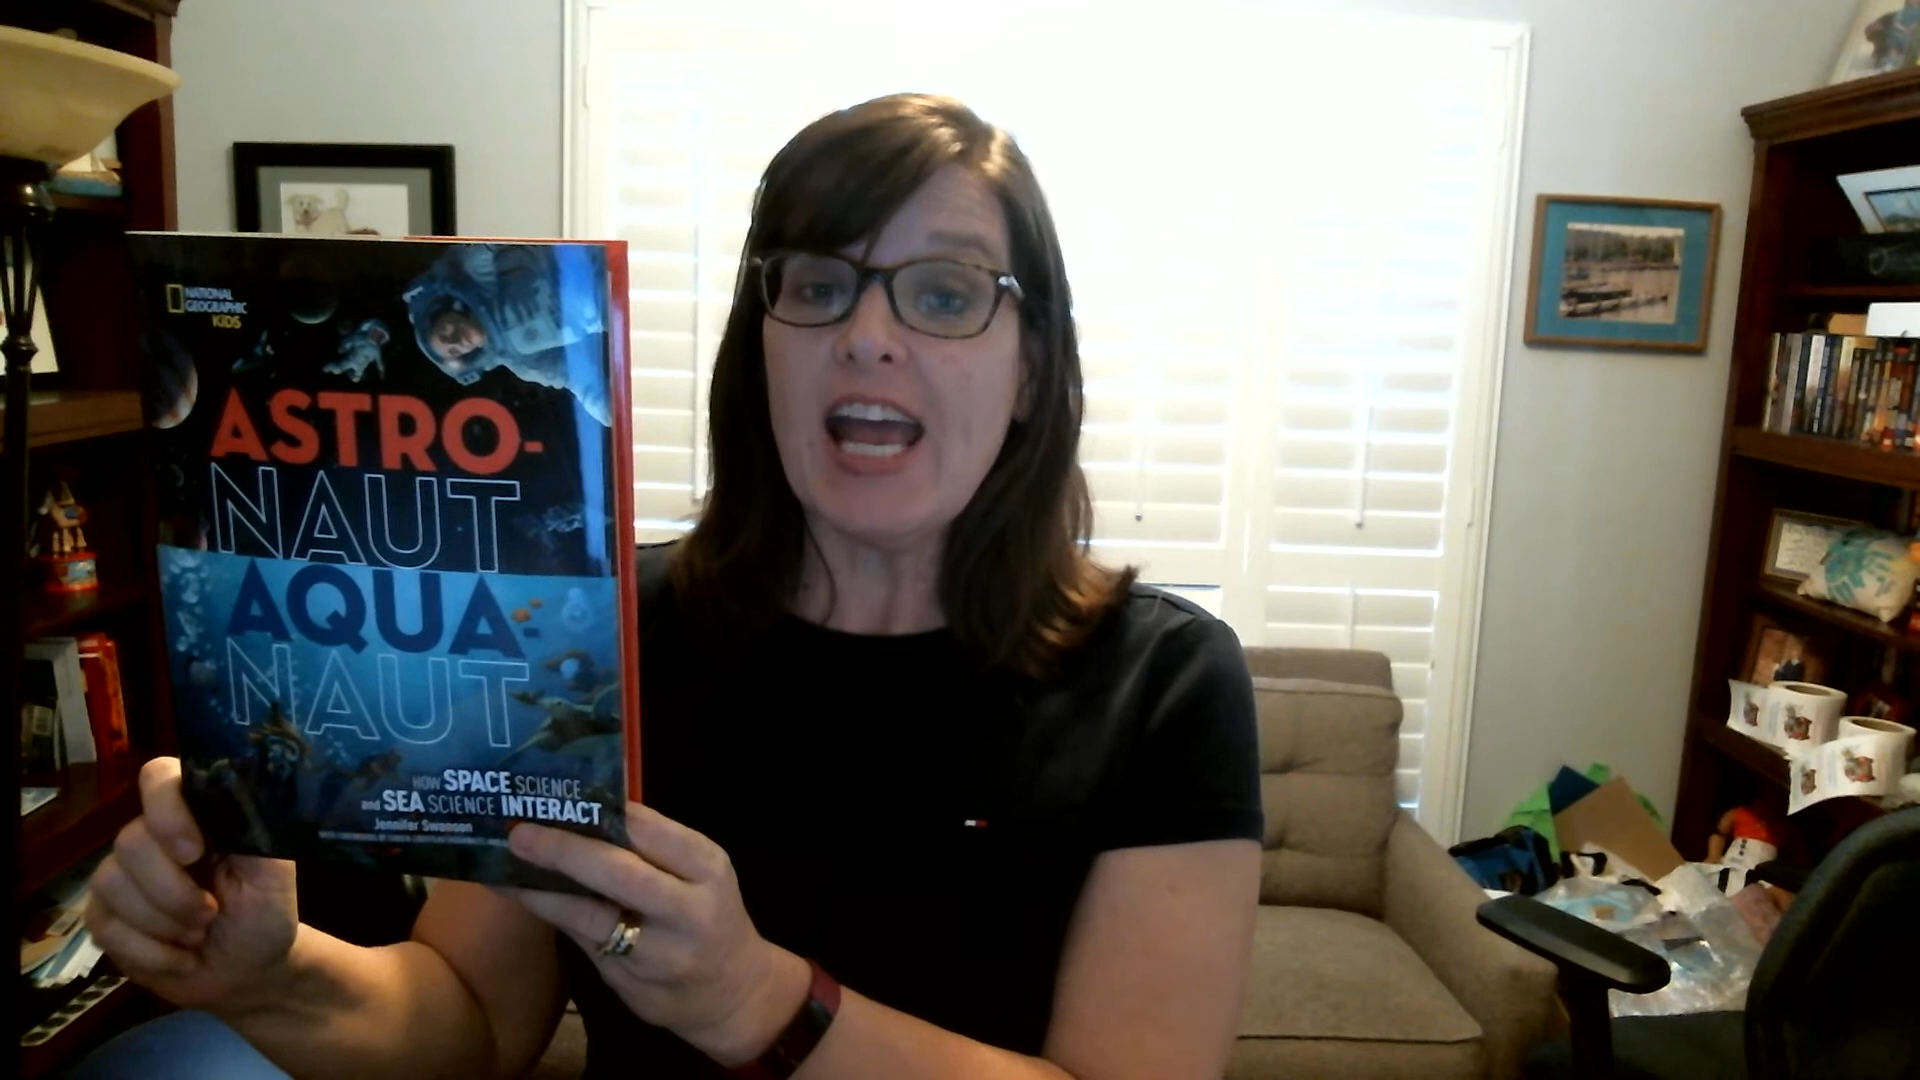 NATIONAL
GEOGRAPHIC
KIDS
ASTRO-
NAUT
AQUA-
NAUT
HOW SPACE SCIENCE
and SEA SCIENCE INTERACT
Jennifer Swanson